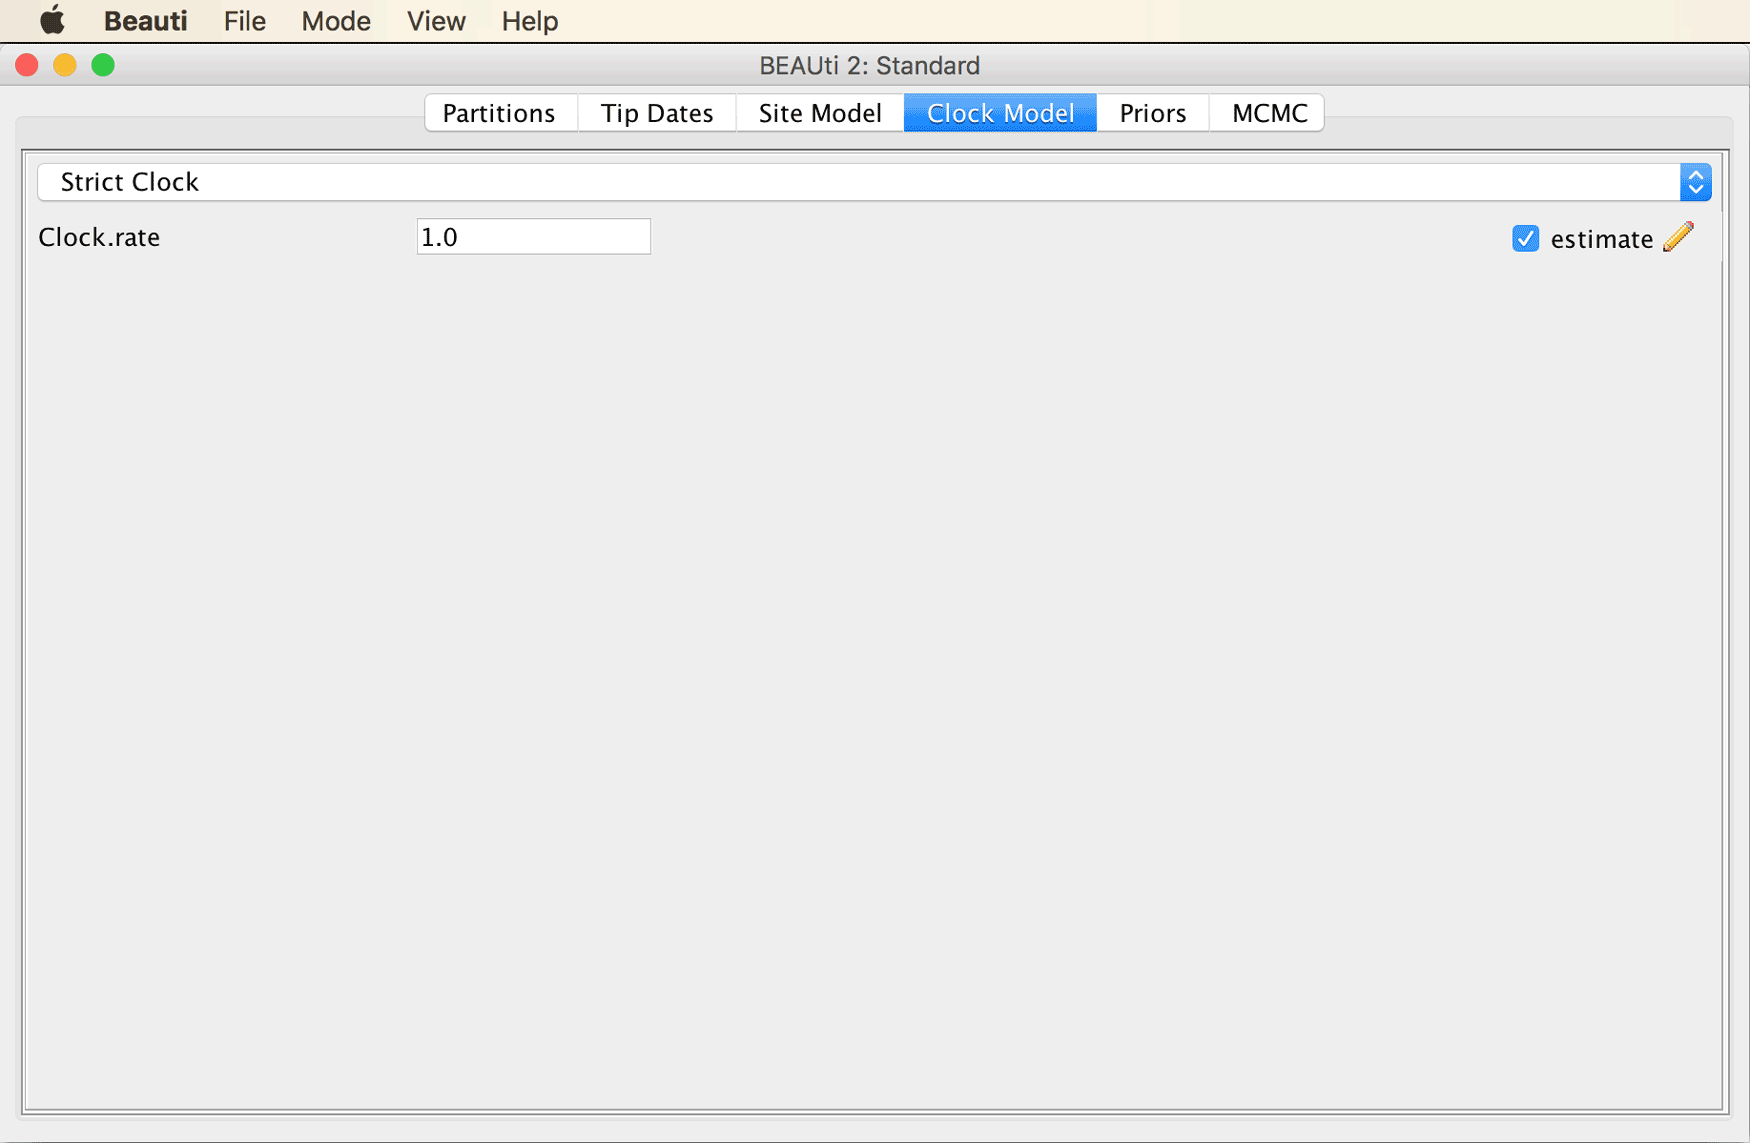 Beauti File Mode View Help
BEAUti 2: Standard
Partitions Tip Dates Site Model Clock Model Priors MCMC
Strict Clock
Clock.rate 1.0 estimate